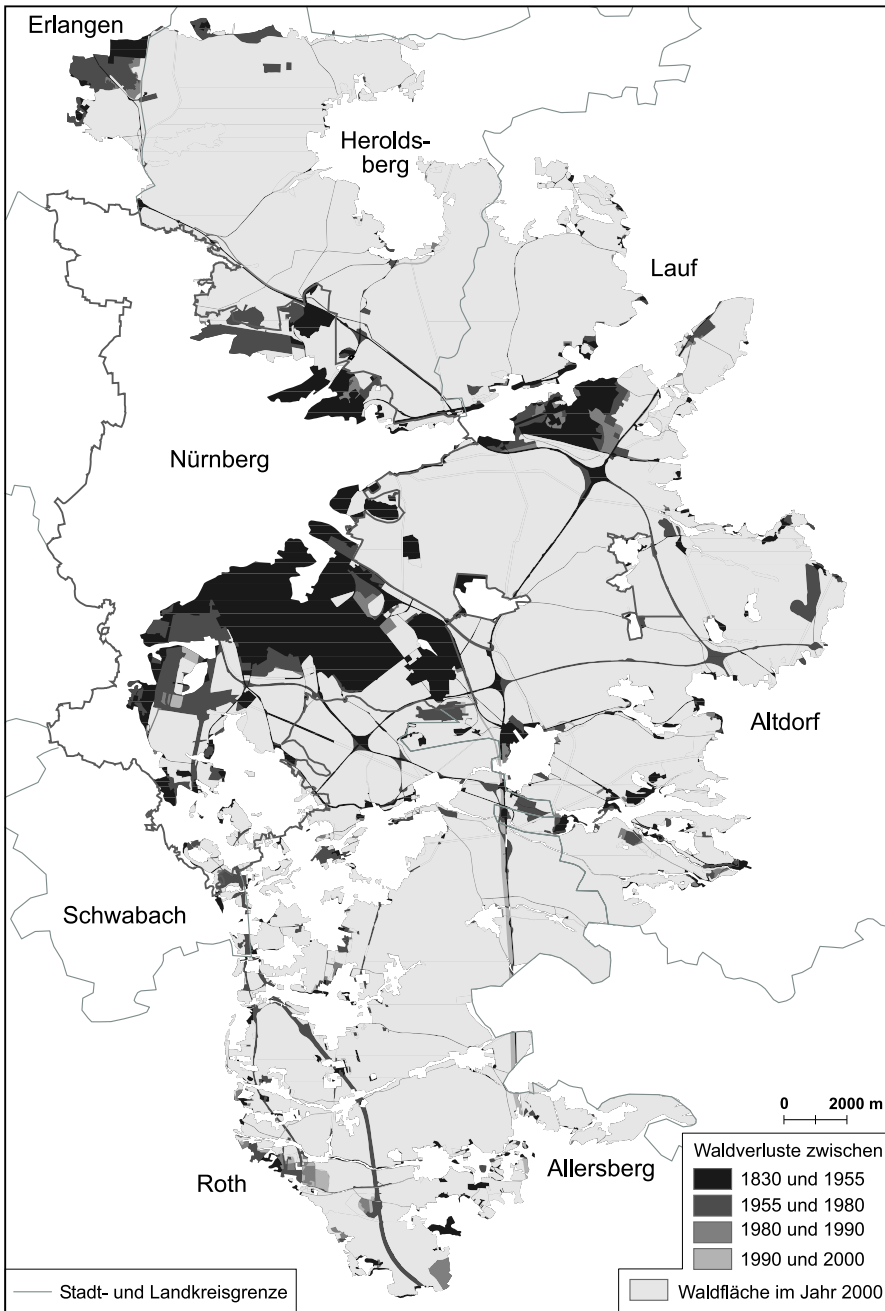 Erlangen
Herolds-
berg
Lauf
Nürnberg
Altdorf
Schwabach
Roth
Allersberg
0 2000 m
Waldverluste zwischen
1830 und 1955
1955 und 1980
1980 und 1990
1990 und 2000
Stadt- und Landkreisgrenze
Waldfläche im Jahr 2000